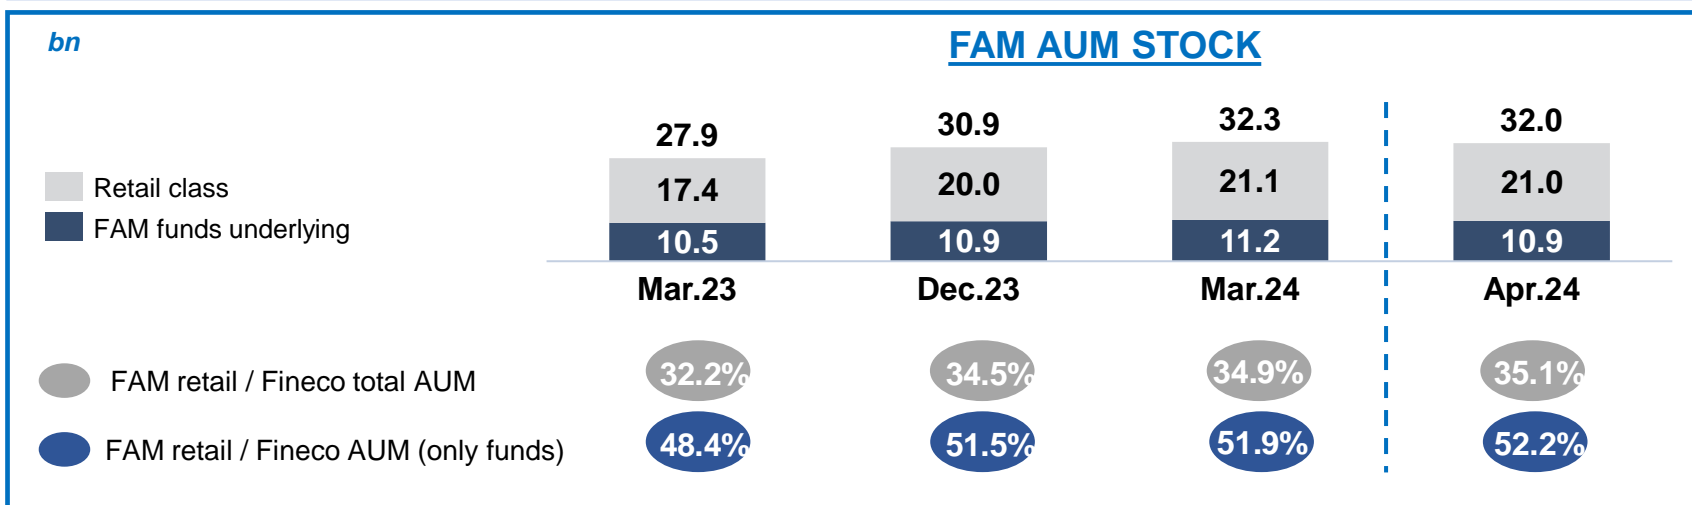 bn
FAM AUM STOCK
27.9 30.9 32.3 32.0
Retail class 17.4 20.0 21.1 21.0
FAM funds underlying 10.5 10.9 11.2 10.9
Mar.23 Dec.23 Mar.24 Apr.24
FAM retail / Fineco total AUM 32.2% 34.5% 34.9% 35.1%
FAM retail / Fineco AUM (only funds) 48.4% 51.5% 51.9% 52.2%